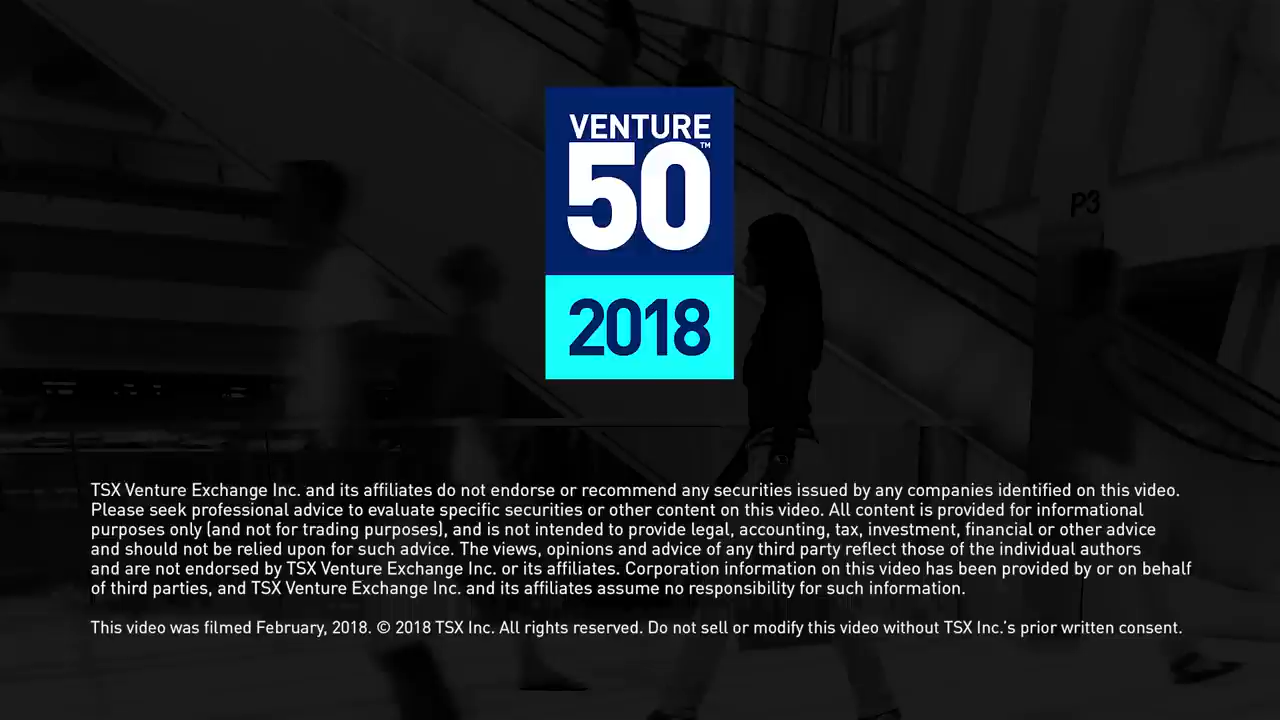 VENTURE
50™
2018
P3
TSX Venture Exchange Inc. and its affiliates do not endorse or recommend any securities issued by any companies identified on this video.
Please seek professional advice to evaluate specific securities or other content on this video. All content is provided for informational
purposes only (and not for trading purposes), and is not intended to provide legal, accounting, tax, investment, financial or other advice
and should not be relied upon for such advice. The views, opinions and advice of any third party reflect those of the individual authors
and are not endorsed by TSX Venture Exchange Inc. or its affiliates. Corporation information on this video has been provided by or on behalf
of third parties, and TSX Venture Exchange Inc. and its affiliates assume no responsibility for such information.
This video was filmed February, 2018. © 2018 TSX Inc. All rights reserved. Do not sell or modify this video without TSX Inc.'s prior written consent.